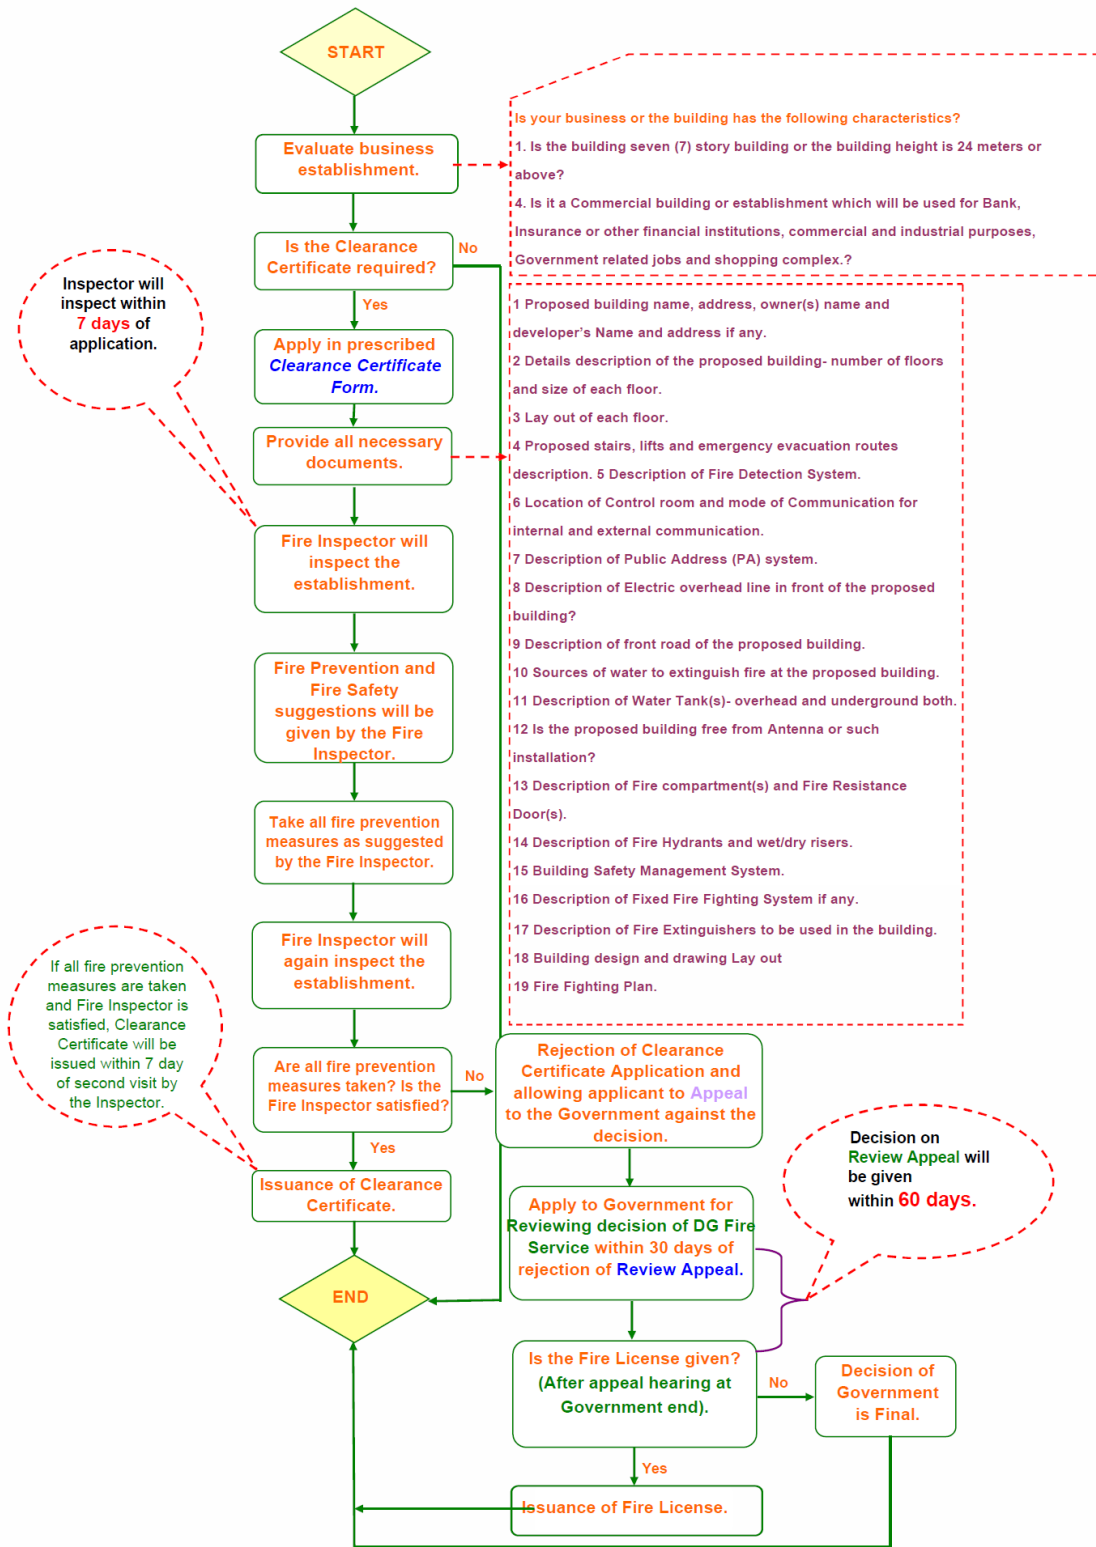 START
Evaluate business
establishment.
Is your business or the building has the following characteristics?
1. Is the building seven (7) story building or the building height is 24 meters or
above?
4. Is it a Commercial building or establishment which will be used for Bank,
Insurance or other financial institutions, commercial and industrial purposes,
Government related jobs and shopping complex.?
Is the Clearance
Certificate required?
No
Yes
Inspector will
inspect within
7 days of
application.
Apply in prescribed
Clearance Certificate
Form.
Provide all necessary
documents.
1 Proposed building name, address, owner(s) name and
developer's Name and address if any.
2 Details description of the proposed building- number of floors
and size of each floor.
3 Lay out of each floor.
4 Proposed stairs, lifts and emergency evacuation routes
description. 5 Description of Fire Detection System.
6 Location of Control room and mode of Communication for
internal and external communication.
7 Description of Public Address (PA) system.
8 Description of Electric overhead line in front of the proposed
building?
9 Description of front road of the proposed building.
10 Sources of water to extinguish fire at the proposed building.
11 Description of Water Tank(s)- overhead and underground both.
12 Is the proposed building free from Antenna or such
installation?
13 Description of Fire compartment(s) and Fire Resistance
Door(s).
14 Description of Fire Hydrants and wet/dry risers.
15 Building Safety Management System.
16 Description of Fixed Fire Fighting System if any.
17 Description of Fire Extinguishers to be used in the building.
18 Building design and drawing Lay out
19 Fire Fighting Plan.
Fire Inspector will
inspect the
establishment.
Fire Prevention and
Fire Safety
suggestions will be
given by the Fire
Inspector.
Take all fire prevention
measures as suggested
by the Fire Inspector.
Fire Inspector will
again inspect the
establishment.
If all fire prevention
measures are taken
and Fire Inspector is
satisfied, Clearance
Certificate will be
issued within 7 day
of second visit by
the Inspector.
Are all fire prevention
measures taken? Is the
Fire Inspector satisfied?
No
Yes
Rejection of Clearance
Certificate Application and
allowing applicant to Appeal
to the Government against the
decision.
Issuance of Clearance
Certificate.
Decision on
Review Appeal will
be given
within 60 days.
Apply to Government for
Reviewing decision of DG Fire
Service within 30 days of
rejection of Review Appeal.
END
Is the Fire License given?
(After appeal hearing at
Government end).
No
Decision of
Government
is Final.
Yes
Issuance of Fire License.